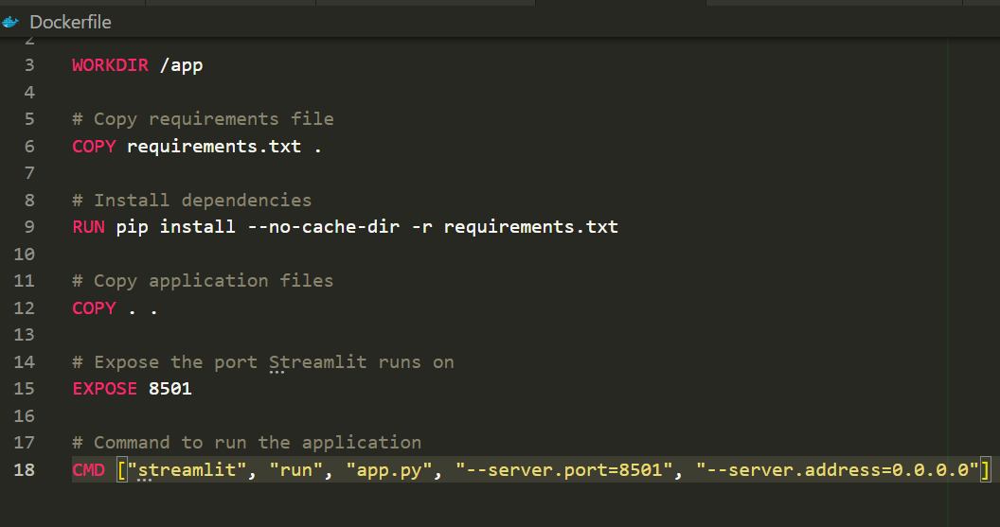 Dockerfile
2
3 WORKDIR /app
4
5 # Copy requirements file
6 COPY requirements.txt .
7
8 # Install dependencies
9 RUN pip install --no-cache-dir -r requirements.txt
10
11 # Copy application files
12 COPY . .
13
14 # Expose the port Streamlit runs on
15 EXPOSE 8501
16
17 # Command to run the application
18 CMD ["streamlit", "run", "app.py", "--server.port=8501", "--server.address=0.0.0.0"]